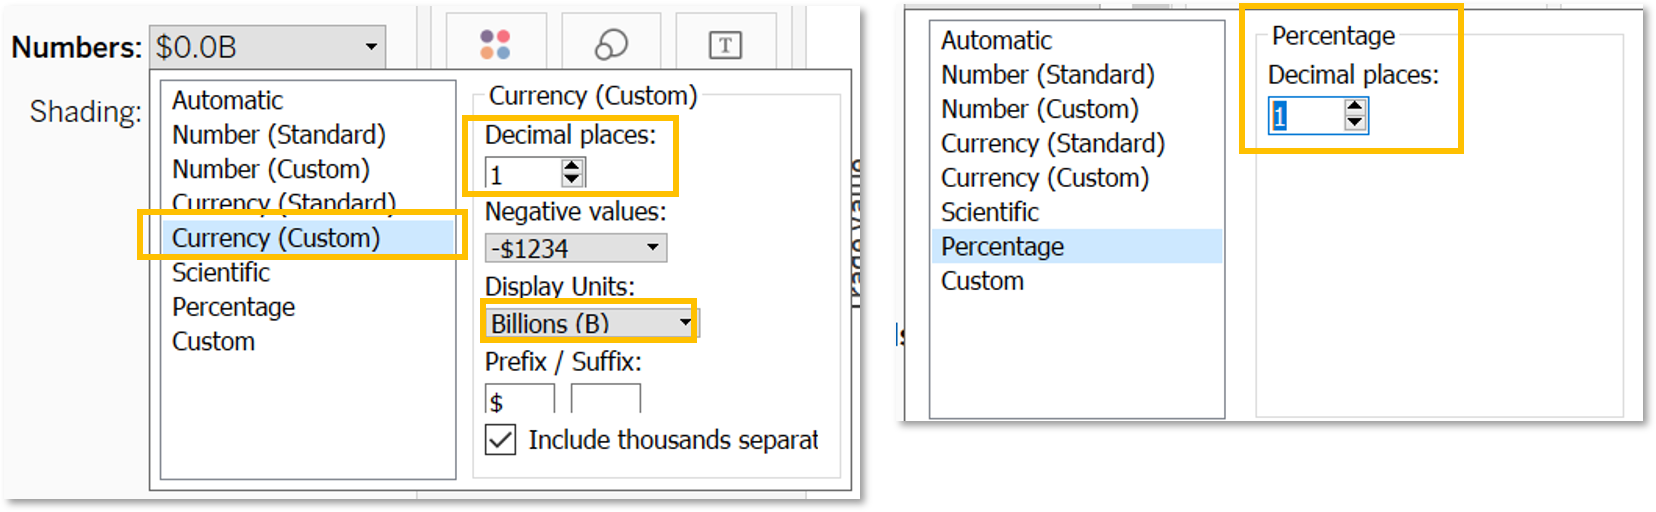 Numbers: $0.0B
Shading:
Automatic
Number (Standard)
Number (Custom)
Currency (Standard)
Currency (Custom)
Scientific
Percentage
Custom
Currency (Custom)
Decimal places:
1
Negative values:
-$1234
Display Units:
Billions (B)
Prefix / Suffix:
$
Include thousands separat
T
Automatic
Number (Standard)
Number (Custom)
Currency (Standard)
Currency (Custom)
Scientific
Percentage
Custom
Percentage
Decimal places:
1